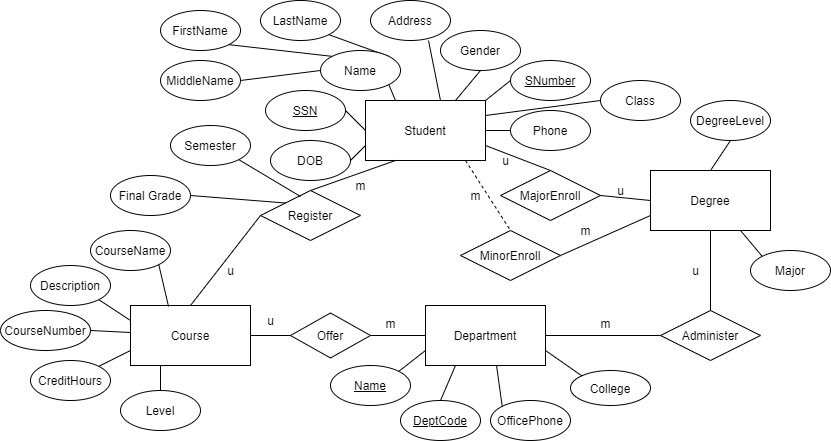 LastName
Address
FirstName
Gender
Name
MiddleName
SNumber
Class
SSN
DegreeLevel
Student
Phone
Semester
DOB
u
m
Final Grade
MajorEnroll
u
m
Degree
Register
m
CourseName
MinorEnroll
u
u
Major
Description
u
m
m
CourseNumber
Course
Offer
Department
Administer
CreditHours
Name
College
Level
DeptCode
OfficePhone